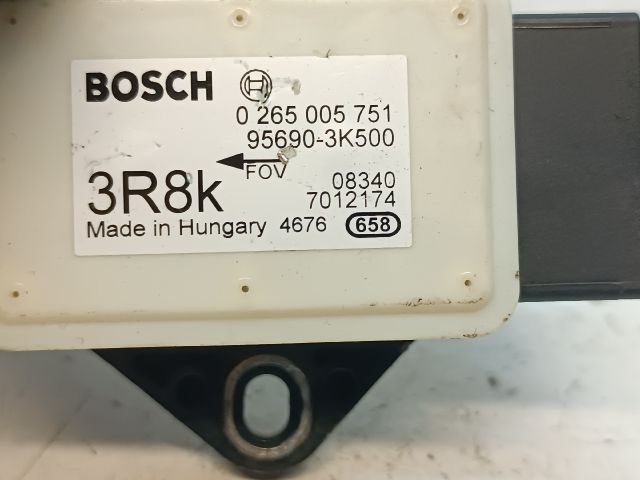 BOSCH
0 265 005 751
95690-3K500
FOV
3R8k
08340
7012174
Made in Hungary 4676 658